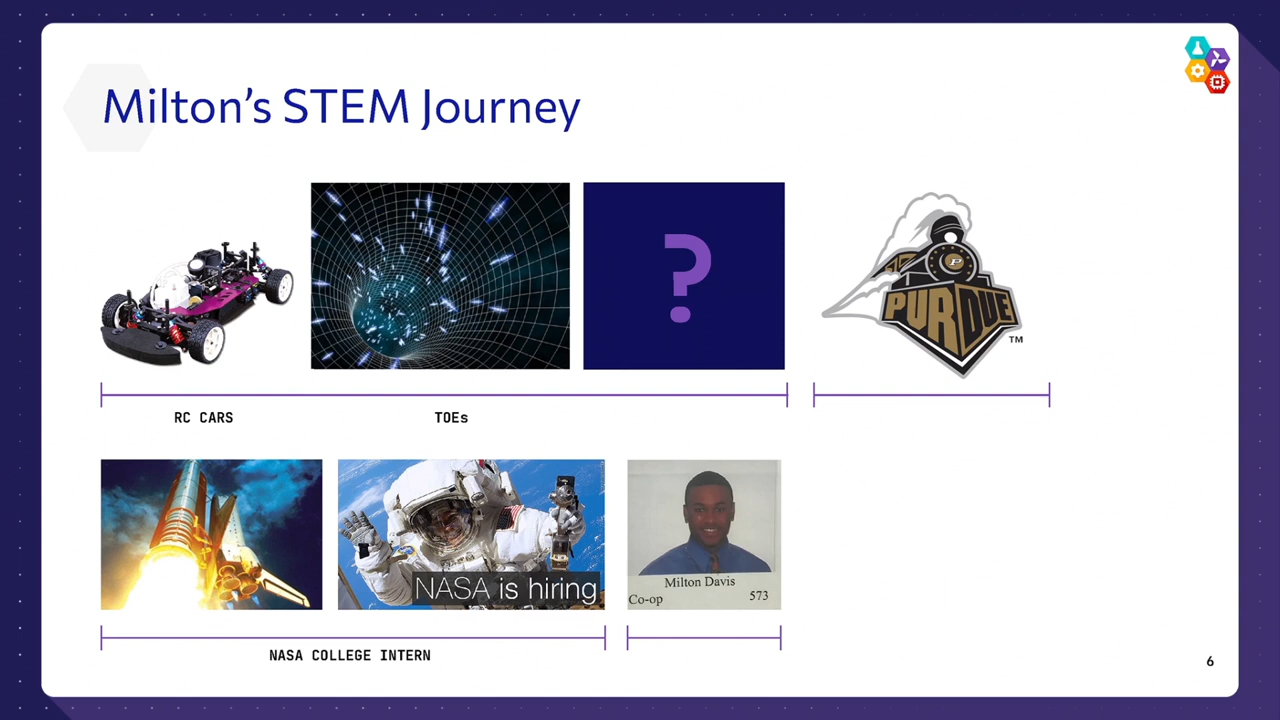 Milton's STEM Journey
?
P
PURDUE
TM
RC CARS
TOEs
NASA is hiring
Milton Davis
Co-op
573
NASA COLLEGE INTERN
6